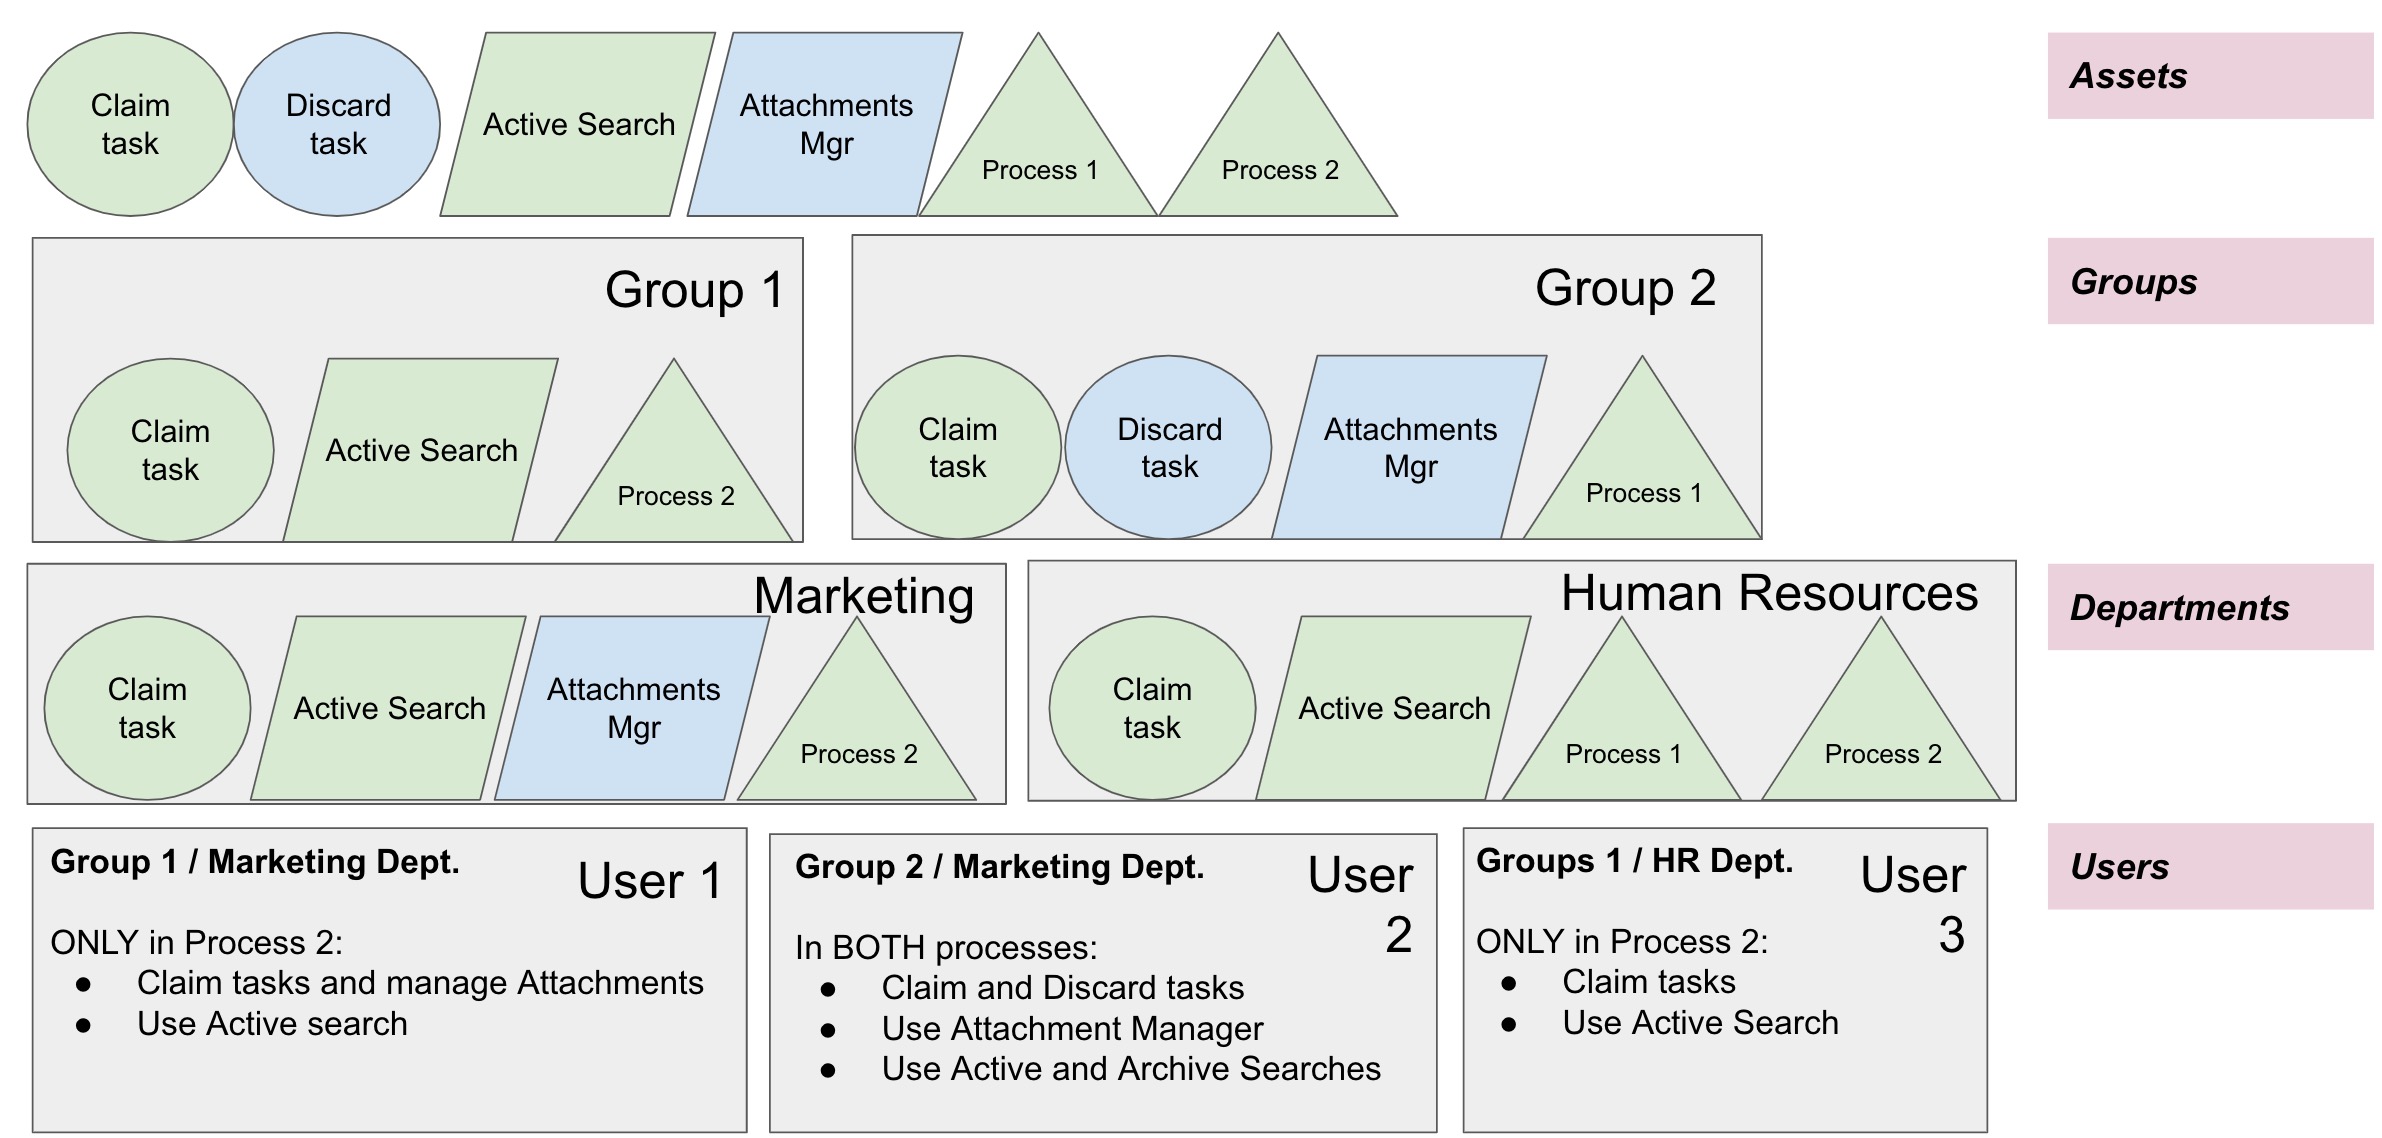 Claim
task
Discard
task
Active Search
Attachments
Mgr
Process 1
Process 2
Assets
Group 1
Claim
task
Active Search
Process 2
Group 2
Claim
task
Discard
task
Attachments
Mgr
Process 1
Groups
Marketing
Claim
task
Active Search
Attachments
Mgr
Process 2
Human Resources
Claim
task
Active Search
Process 1
Process 2
Departments
Group 1 / Marketing Dept.
User 1
ONLY in Process 2:
● Claim tasks and manage Attachments
● Use Active search
Group 2 / Marketing Dept.
User
2
In BOTH processes:
● Claim and Discard tasks
● Use Attachment Manager
● Use Active and Archive Searches
Groups 1 / HR Dept.
User
3
ONLY in Process 2:
● Claim tasks
● Use Active Search
Users